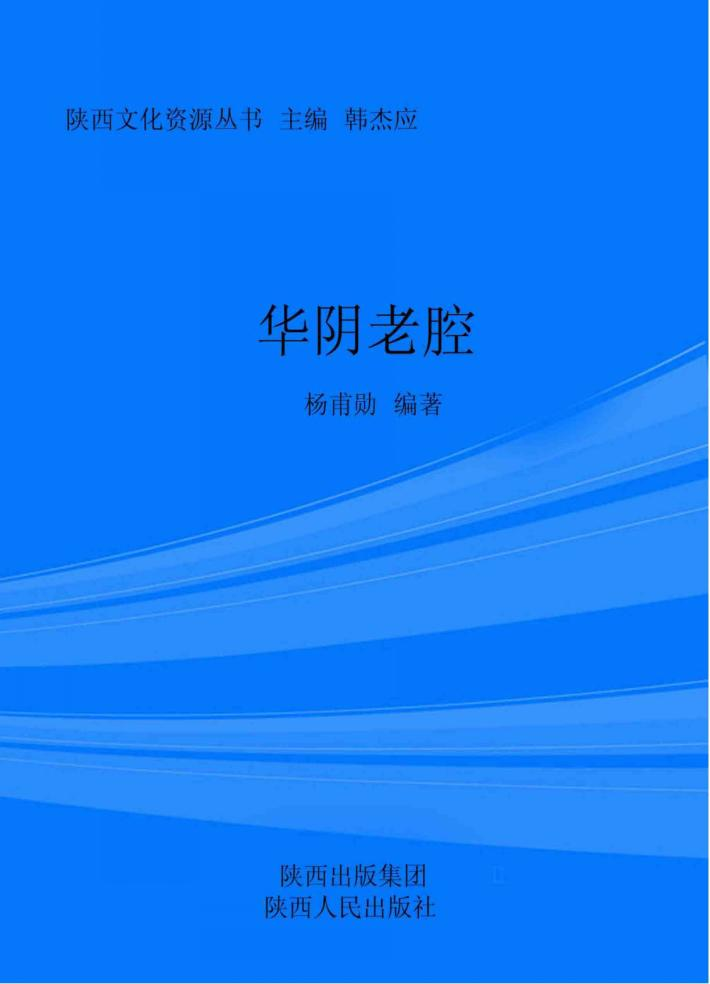 陕西文化资源丛书 主编 韩杰应
华阴老腔
杨甫勋 编著
陕西出版集团
陕西人民出版社